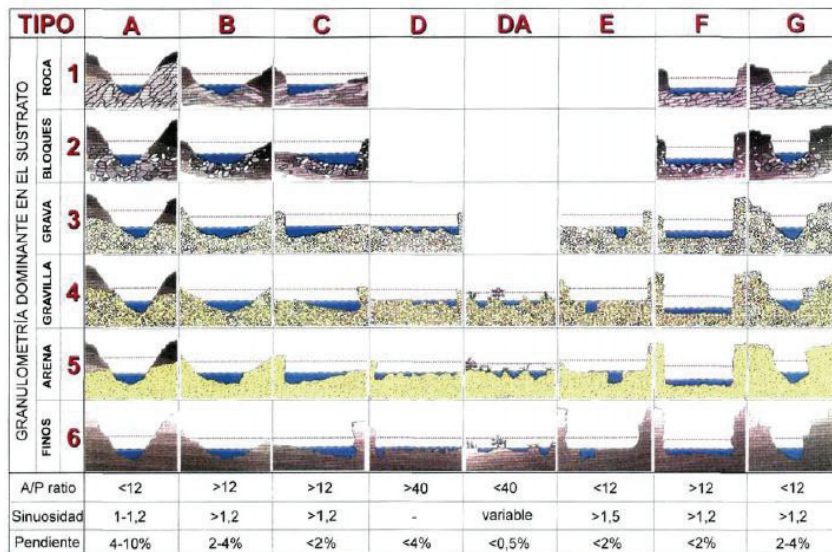 TIPO A B C D DA E F G
GRANULOMETRÍA DOMINANTE EN EL SUSTRATO
ROCA 1
BLOQUES 2
GRAVA 3
GRAVILLA 4
ARENA 5
FINOS 6
A/P ratio <12 >12 >12 >40 <40 <12 >12 <12
Sinuosidad 1-1,2 >1,2 >1,2 - variable >1,5 >1,2 >1,2
Pendiente 4-10% 2-4% <2% <4% <0,5% <2% <2% 2-4%